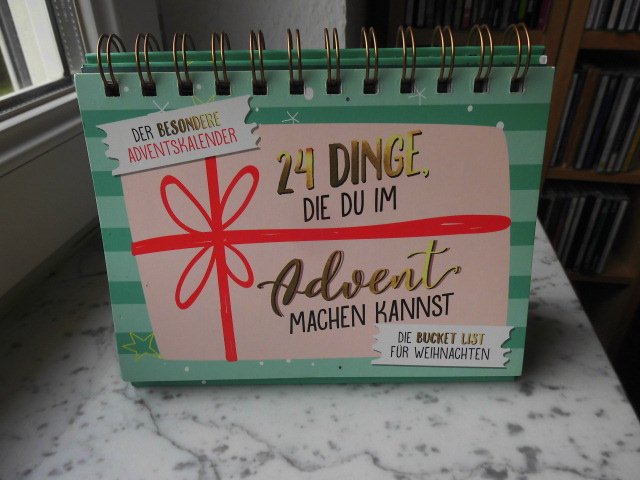 DER BESONDERE
ADVENTSKALENDER
24 DINGE,
DIE DU IM
Advent
MACHEN KANNST
DIE BUCKET LIST
FÜR WEIHNACHTEN